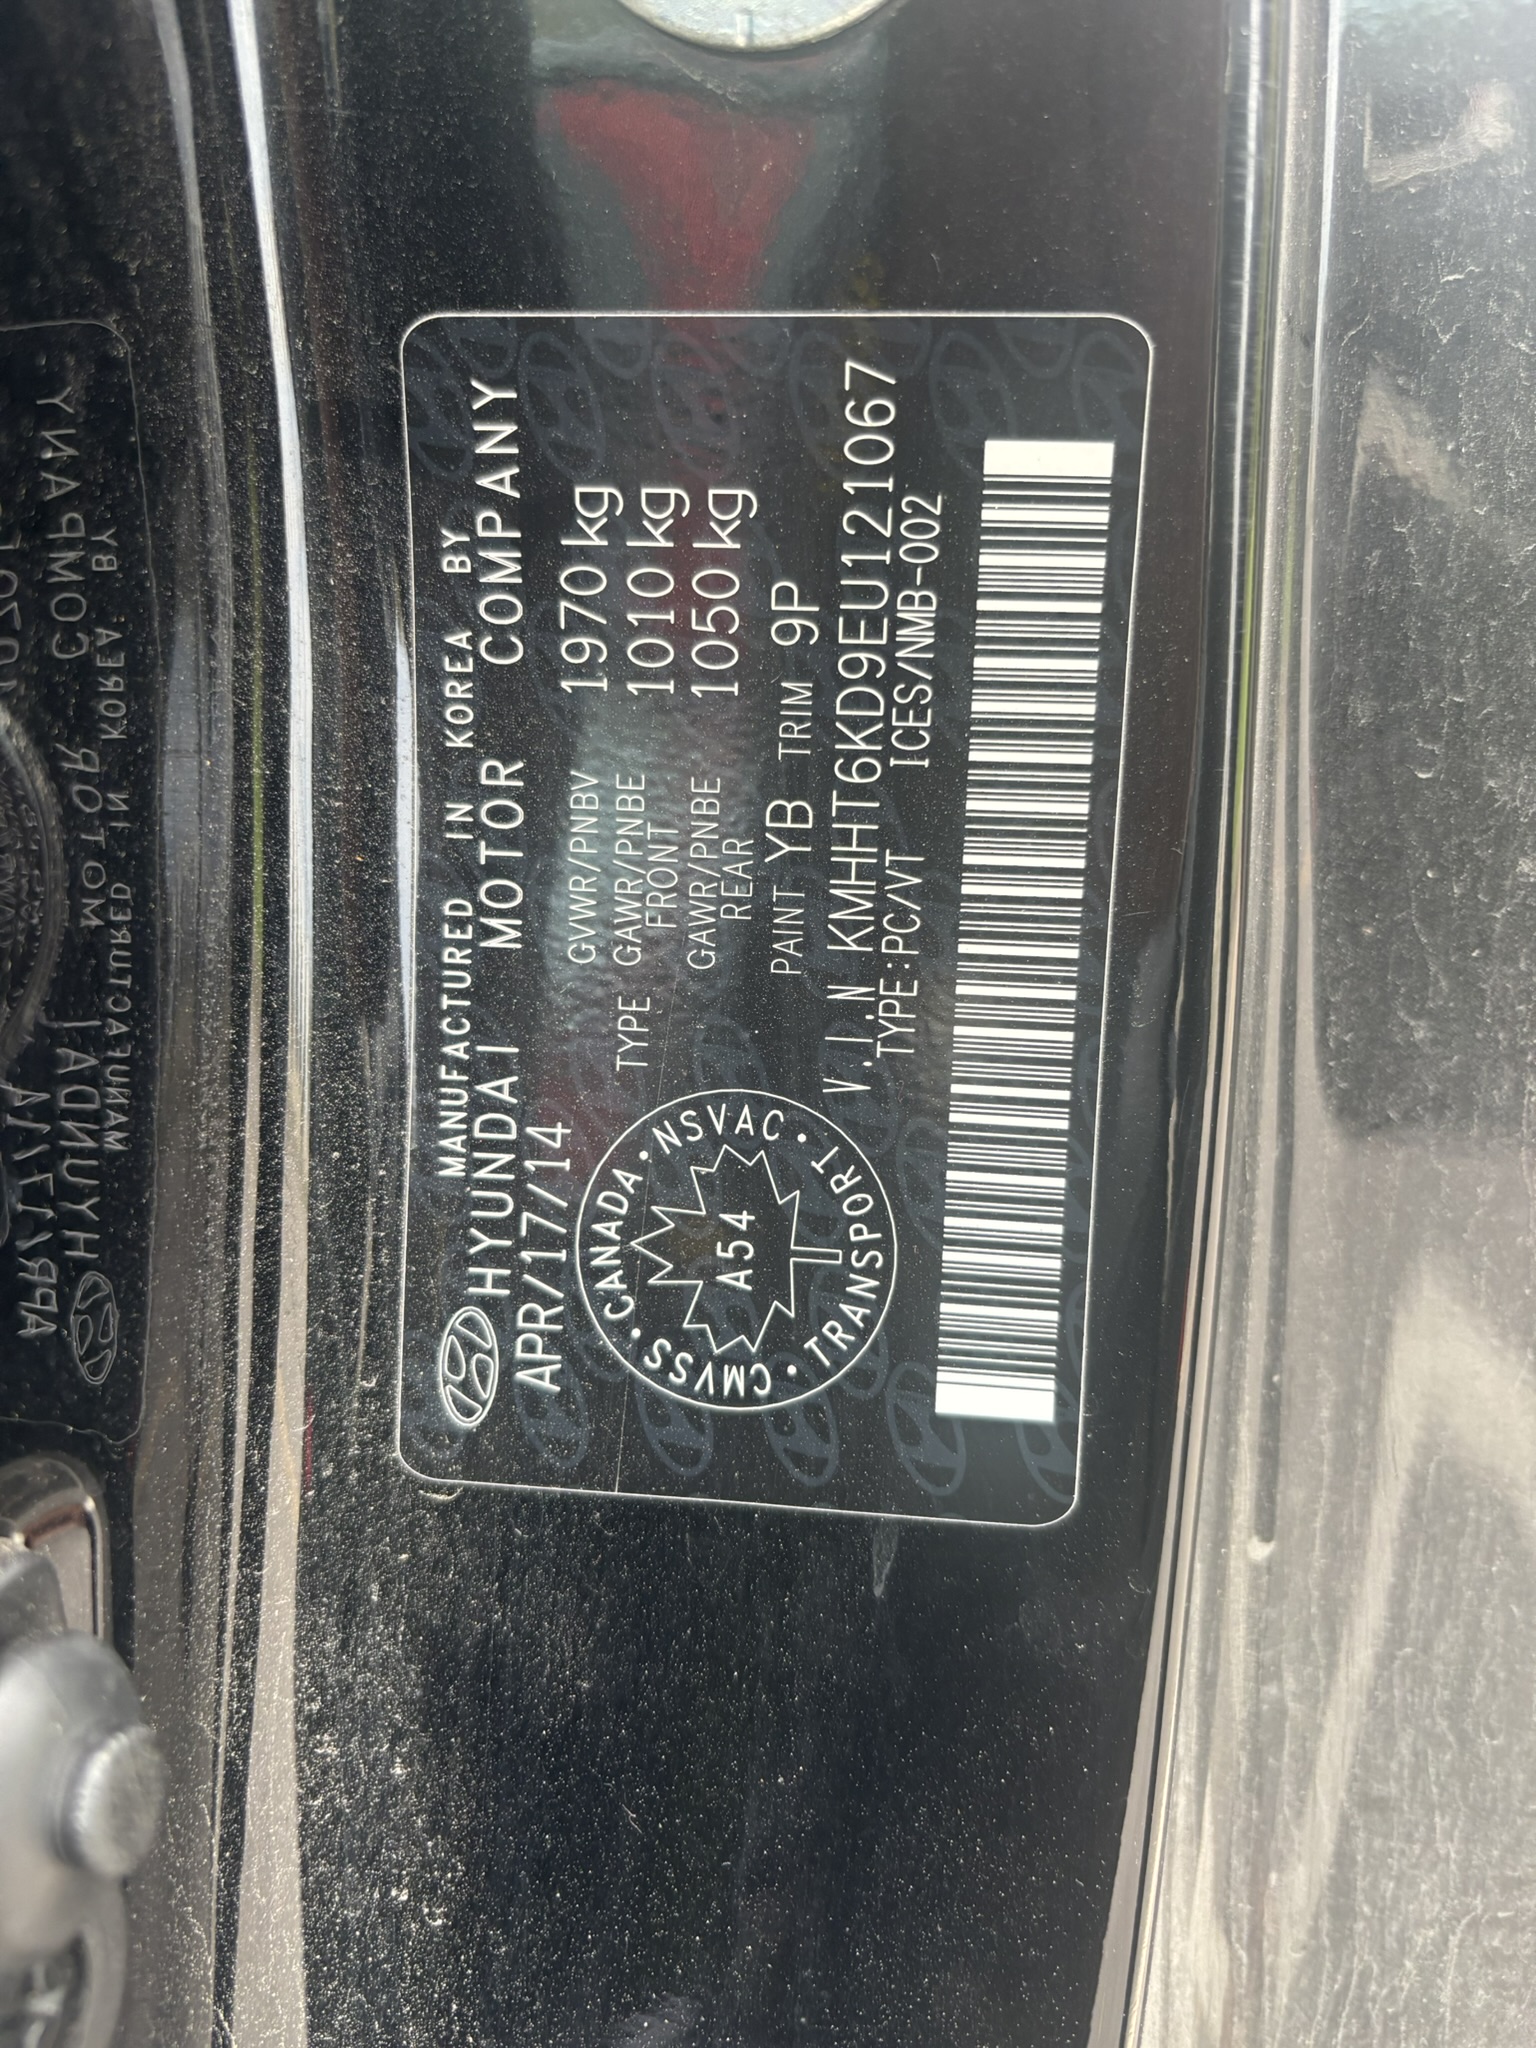 MANUFACTURED IN KOREA BY
HYUNDAI MOTOR COMPANY
APR/17/14
GVWR/PNBV 1970 kg
TYPE GAWR/PNBE FRONT 1010 kg
GAWR/PNBE REAR 1050 kg
CANADA • NSVAC • TRANSPORT • CMVSS •
A54
PAINT YB TRIM 9P
V.I.N KMHHT6KD9EU121067
TYPE:PC/VT ICES/NMB-002